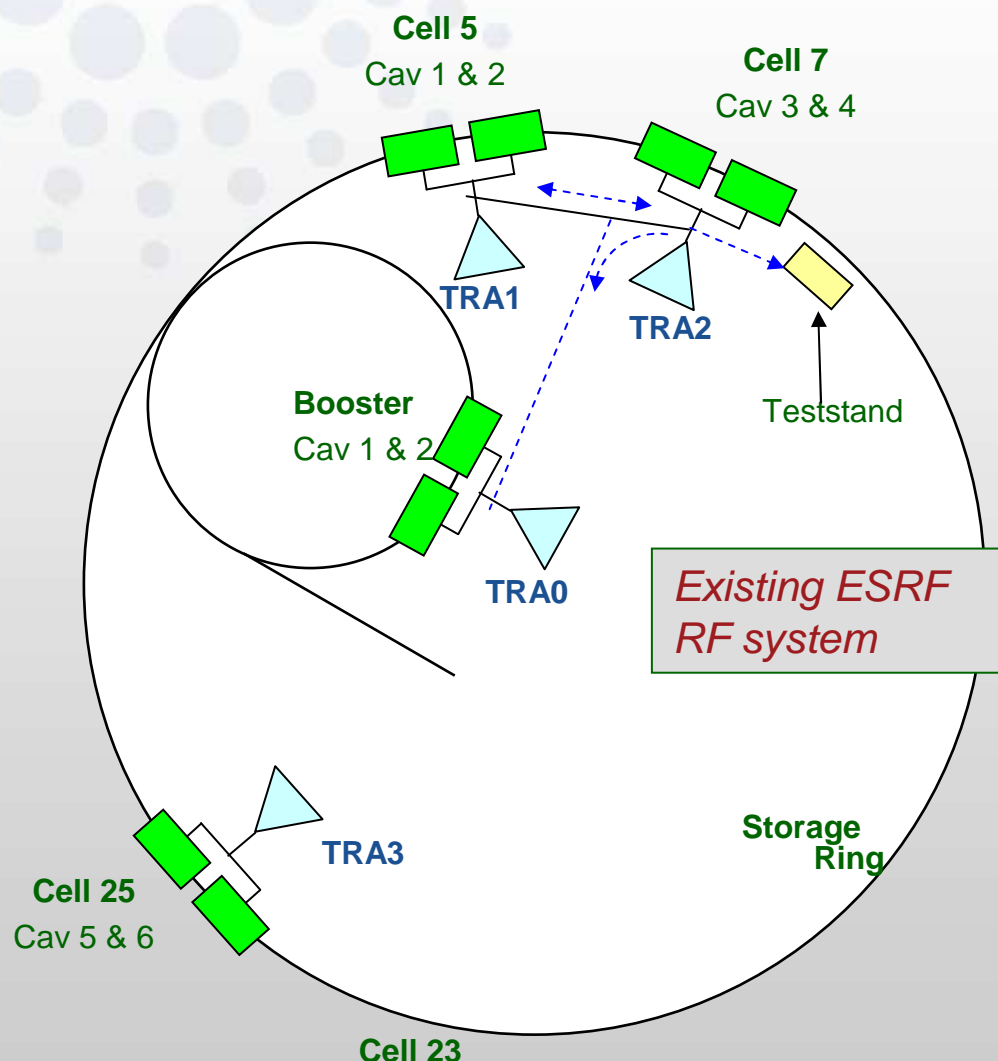 Cell 5
Cav 1 & 2
Cell 7
Cav 3 & 4
TRA1
TRA2
Teststand
Booster
Cav 1 & 2
TRA0
Existing ESRF
RF system
TRA3
Storage
Ring
Cell 25
Cav 5 & 6
Cell 23